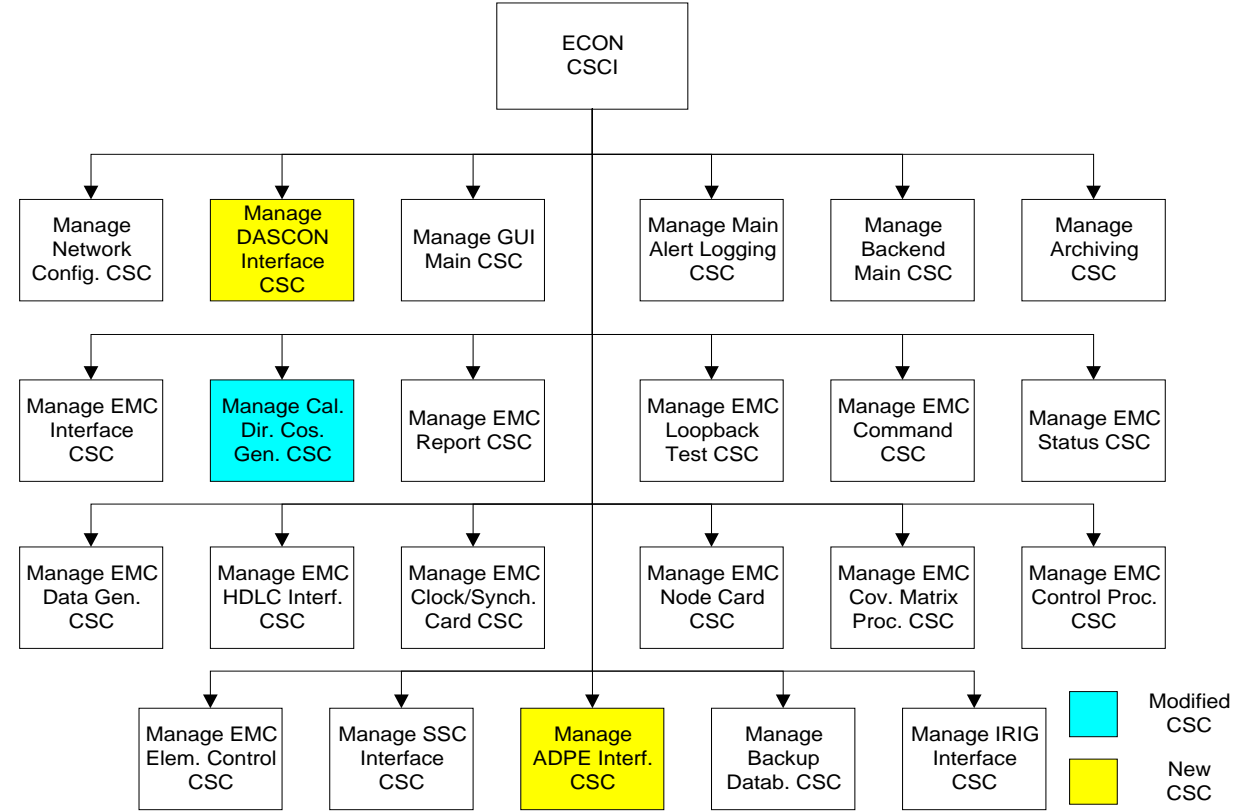 ECON
CSCI
Manage
Network
Config. CSC
Manage
DASCON
Interface
CSC
Manage GUI
Main CSC
Manage Main
Alert Logging
CSC
Manage
Backend
Main CSC
Manage
Archiving
CSC
Manage EMC
Interface
CSC
Manage Cal.
Dir. Cos.
Gen. CSC
Manage EMC
Report CSC
Manage EMC
Loopback
Test CSC
Manage EMC
Command
CSC
Manage EMC
Status CSC
Manage EMC
Data Gen.
CSC
Manage EMC
HDLC Interf.
CSC
Manage EMC
Clock/Synch.
Card CSC
Manage EMC
Node Card
CSC
Manage EMC
Cov. Matrix
Proc. CSC
Manage EMC
Control Proc.
CSC
Manage EMC
Elem. Control
CSC
Manage SSC
Interface
CSC
Manage
ADPE Interf.
CSC
Manage
Backup
Datab. CSC
Manage IRIG
Interface
CSC
Modified
CSC
New
CSC